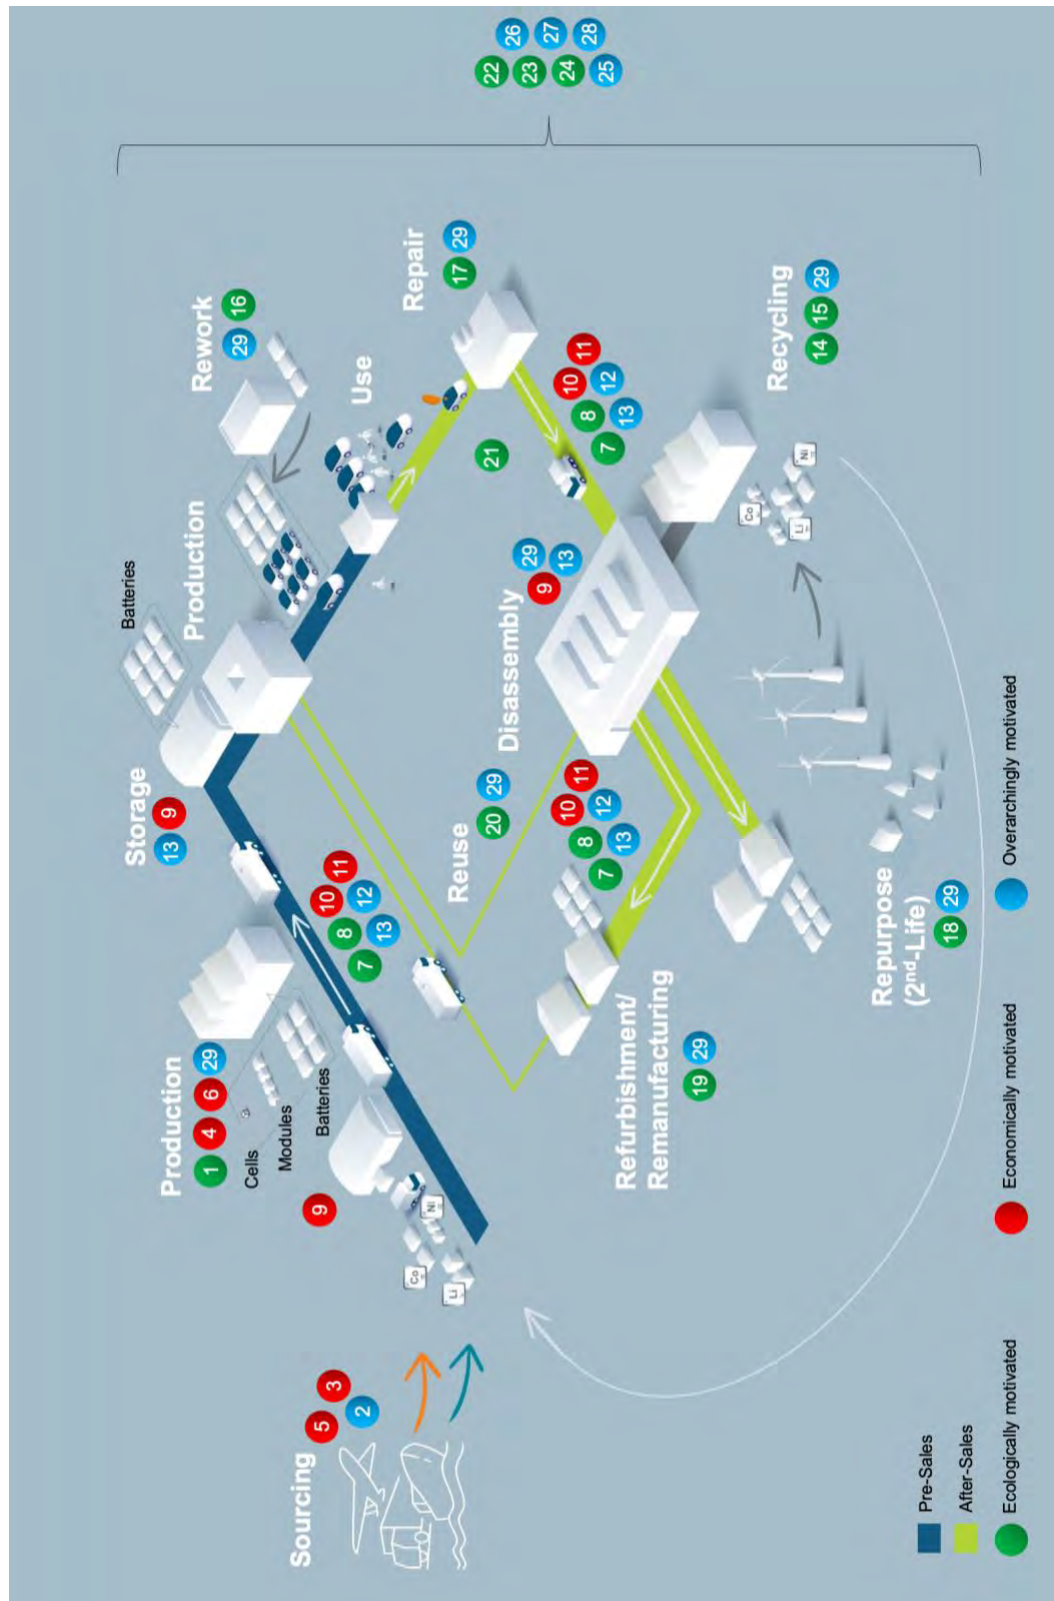 Sourcing
5 3
2
9
Production
1 4 6 29
Cells
Modules
Batteries
Co
Ni
Li
10 11
8 12
7 13
Storage
13 9
Batteries
Production
Rework
29 16
Use
Repair
17 29
21
10 11
8 12
7 13
Reuse
20 29
Disassembly
29
9 13
10 11
8 12
7 13
Refurbishment/
Remanufacturing
19 29
Recycling
14 15 29
Co
Ni
Li
Repurpose
(2nd-Life)
18 29
26 27 28
22 23 24 25
Pre-Sales
After-Sales
Ecologically motivated
Economically motivated
Overarchingly motivated